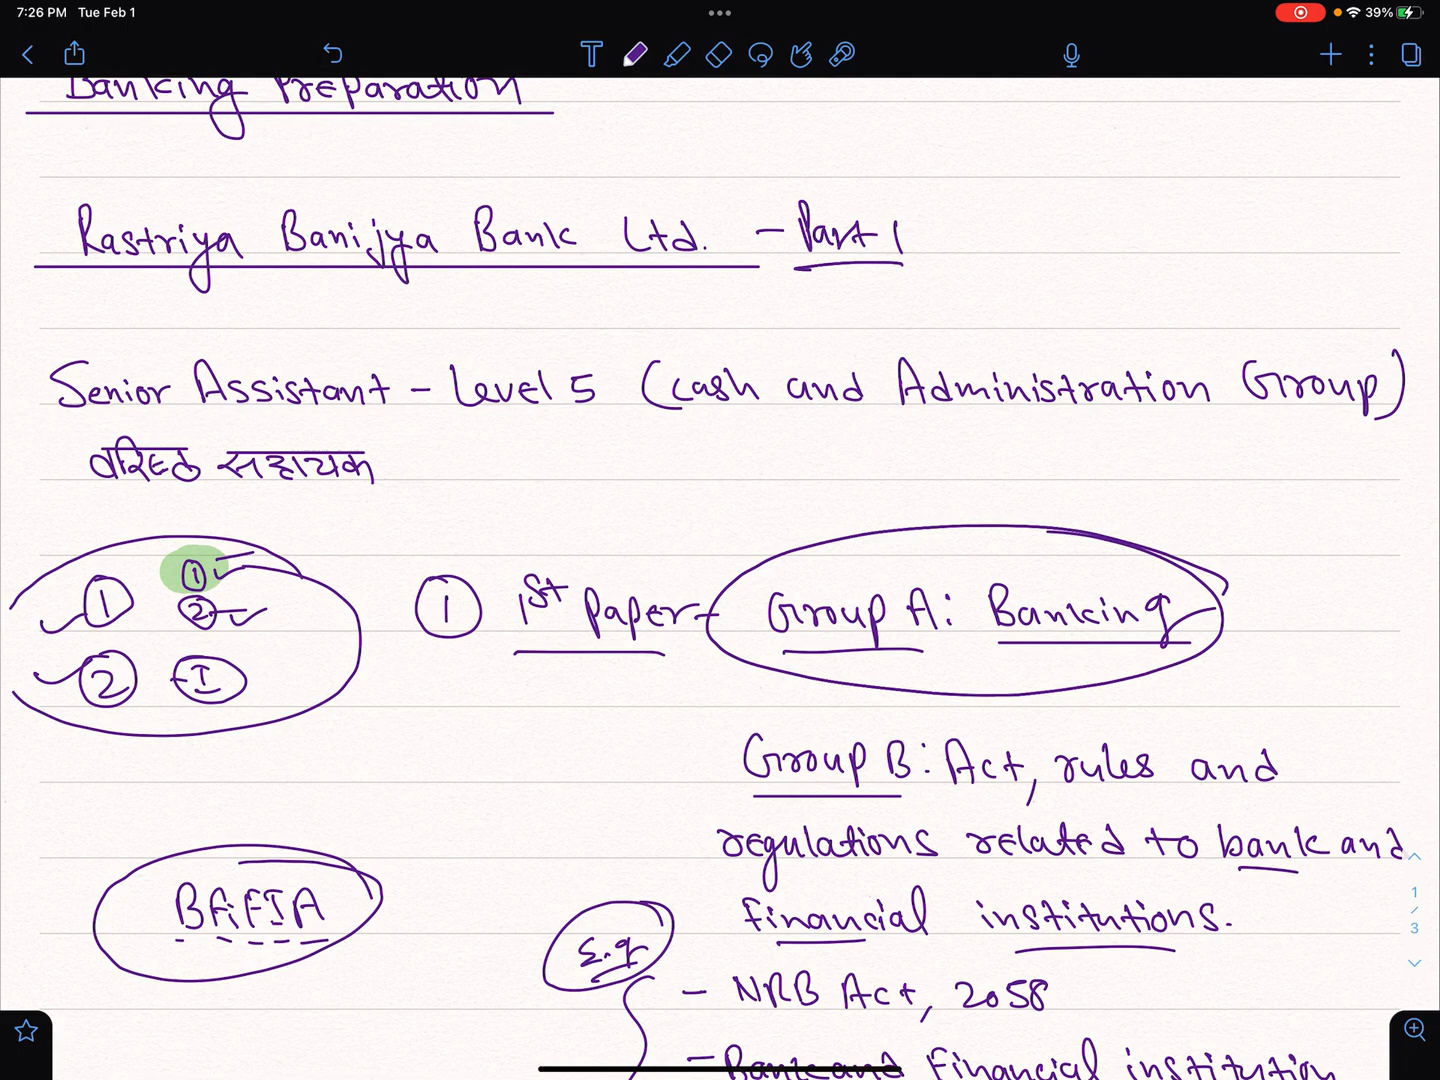 7:26 PM Tue Feb 1
39%
Banking Preparation
Rastriya Banijya Bank Ltd. - Part 1
Senior Assistant - Level 5 (Cash and Administration Group)
वरिष्ठ सहायक
① ①
②
② I
① 1st Paper - Group A: Banking
Group B: Act, rules and
regulations related to bank and
financial institutions.
BAFIA
E.g
- NRB Act, 2058
- Bank and Financial institution
1
/
3